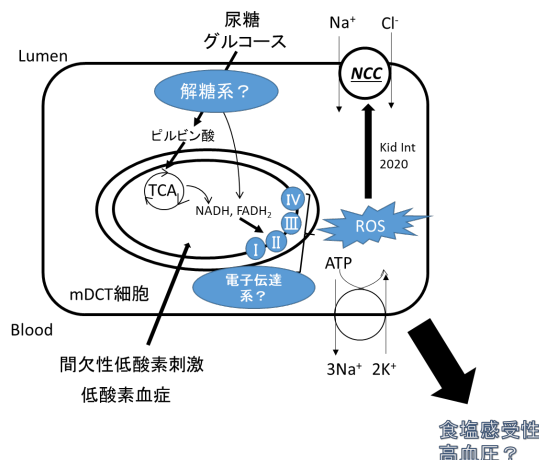 尿糖
グルコース
Na⁺ Cl⁻
Lumen
解糖系？
NCC
ピルビン酸
Kid Int
2020
TCA
NADH, FADH₂
IV
III
II
I
ROS
ATP
電子伝達
系？
mDCT細胞
Blood
間欠性低酸素刺激
低酸素血症
3Na⁺ 2K⁺
食塩感受性
高血圧？